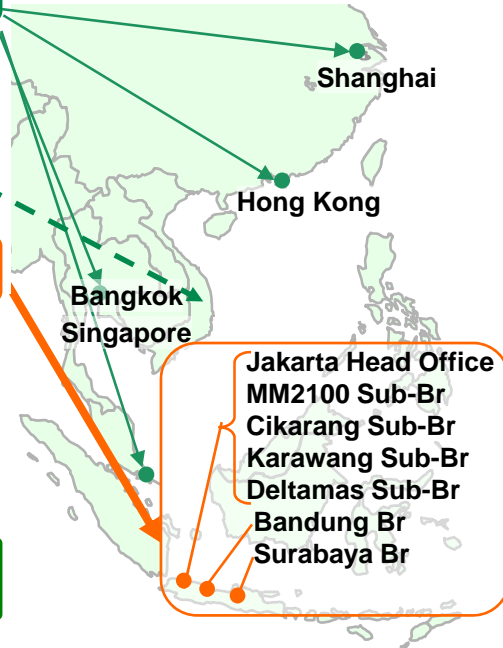 Shanghai
Hong Kong
Bangkok
Singapore
Jakarta Head Office
MM2100 Sub-Br
Cikarang Sub-Br
Karawang Sub-Br
Deltamas Sub-Br
Bandung Br
Surabaya Br